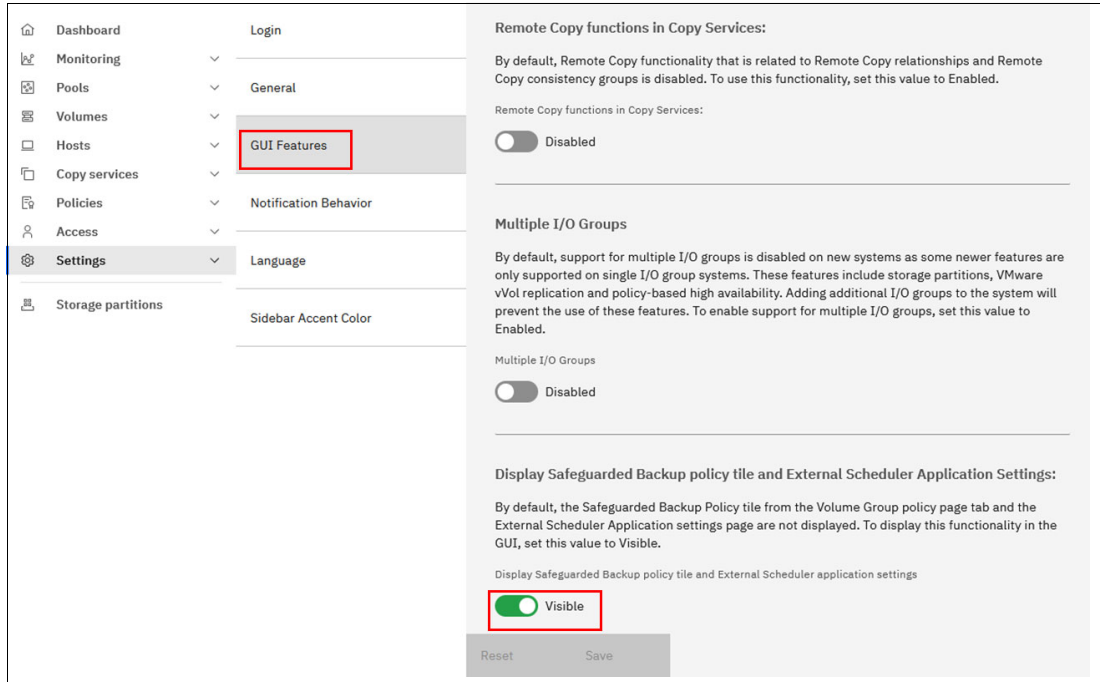 Dashboard
Monitoring
Pools
Volumes
Hosts
Copy services
Policies
Access
Settings
Storage partitions
Login
General
GUI Features
Notification Behavior
Language
Sidebar Accent Color
Remote Copy functions in Copy Services:
By default, Remote Copy functionality that is related to Remote Copy relationships and Remote
Copy consistency groups is disabled. To use this functionality, set this value to Enabled.
Remote Copy functions in Copy Services:
Disabled
Multiple I/O Groups
By default, support for multiple I/O groups is disabled on new systems as some newer features are
only supported on single I/O group systems. These features include storage partitions, VMware
vVol replication and policy-based high availability. Adding additional I/O groups to the system will
prevent the use of these features. To enable support for multiple I/O groups, set this value to
Enabled.
Multiple I/O Groups
Disabled
Display Safeguarded Backup policy tile and External Scheduler Application Settings:
By default, the Safeguarded Backup Policy tile from the Volume Group policy page tab and the
External Scheduler Application settings page are not displayed. To display this functionality in the
GUI, set this value to Visible.
Display Safeguarded Backup policy tile and External Scheduler application settings
Visible
Reset Save